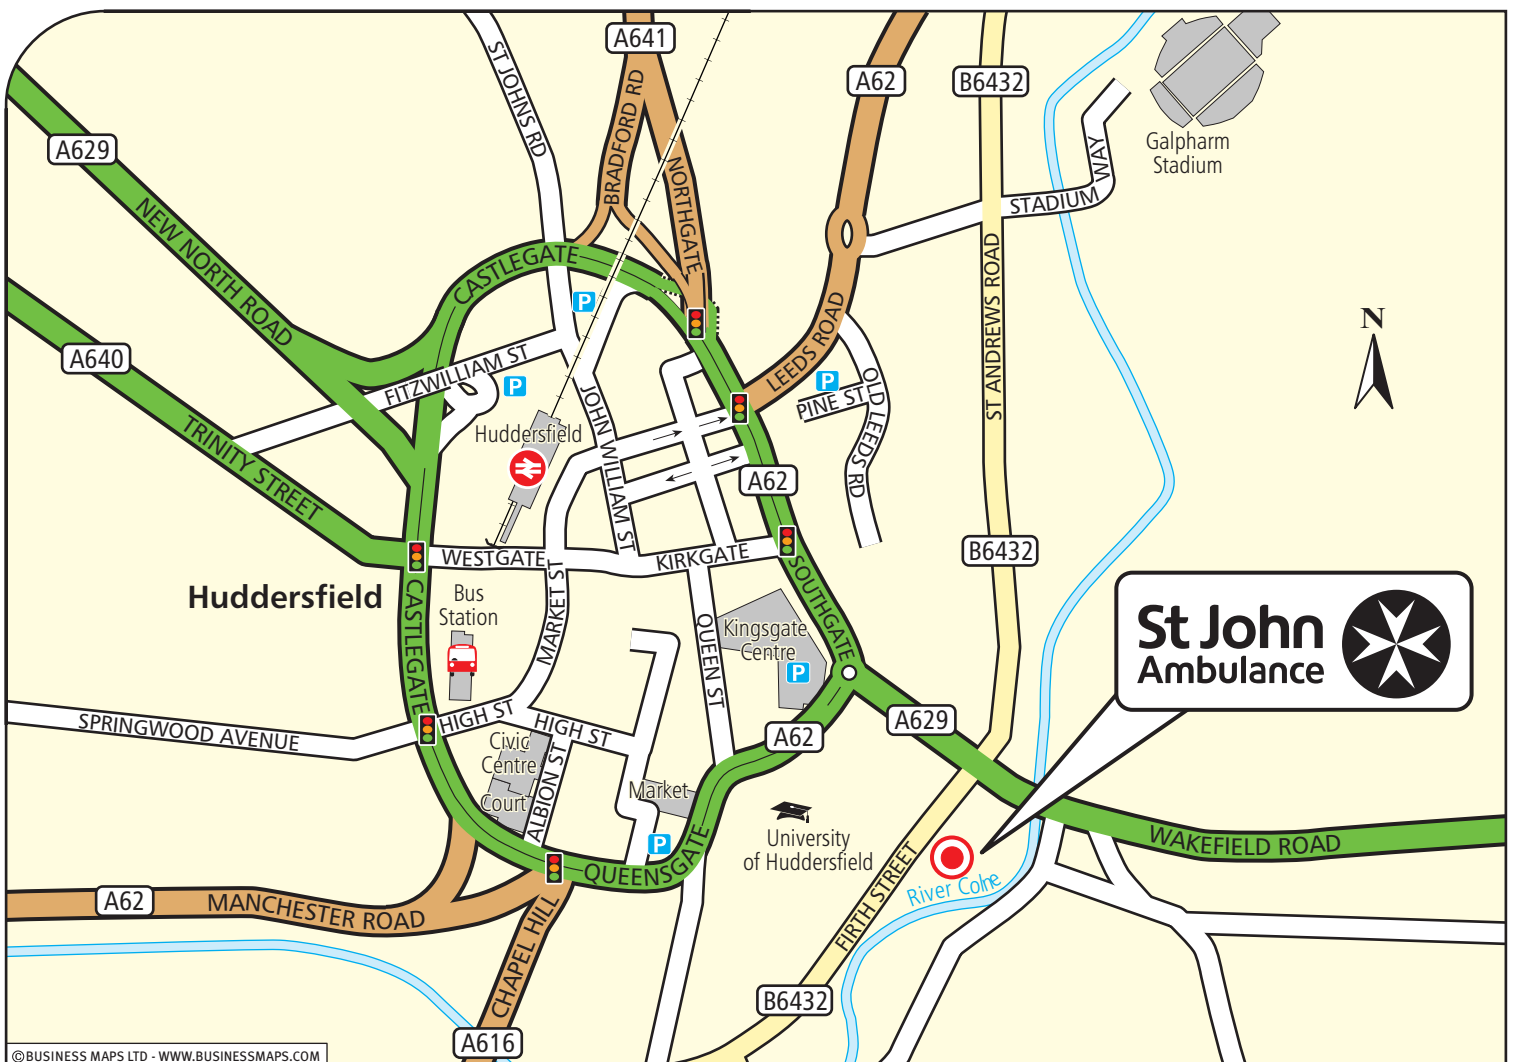 A641
A62
B6432
ST JOHNS RD
BRADFORD RD
NORTHGATE
Galpharm
Stadium
A629
STADIUM WAY
NEW NORTH ROAD
CASTLEGATE
P
ST ANDREWS ROAD
N
A640
LEEDS ROAD
FITZWILLIAM ST
P
P
PINE ST
OLD LEEDS RD
JOHN WILLIAM ST
TRINITY STREET
Huddersfield
A62
B6432
WESTGATE
KIRKGATE
SOUTHGATE
Huddersfield
Bus
Station
CASTLEGATE
MARKET ST
QUEEN ST
Kingsgate
Centre
P
St John
Ambulance
SPRINGWOOD AVENUE
HIGH ST
HIGH ST
A629
A62
Civic
Centre
Court
ALBION ST
Market
P
University
of Huddersfield
WAKEFIELD ROAD
QUEENSGATE
FIRTH STREET
River Colne
A62
MANCHESTER ROAD
CHAPEL HILL
B6432
A616
©BUSINESS MAPS LTD - WWW.BUSINESSMAPS.COM